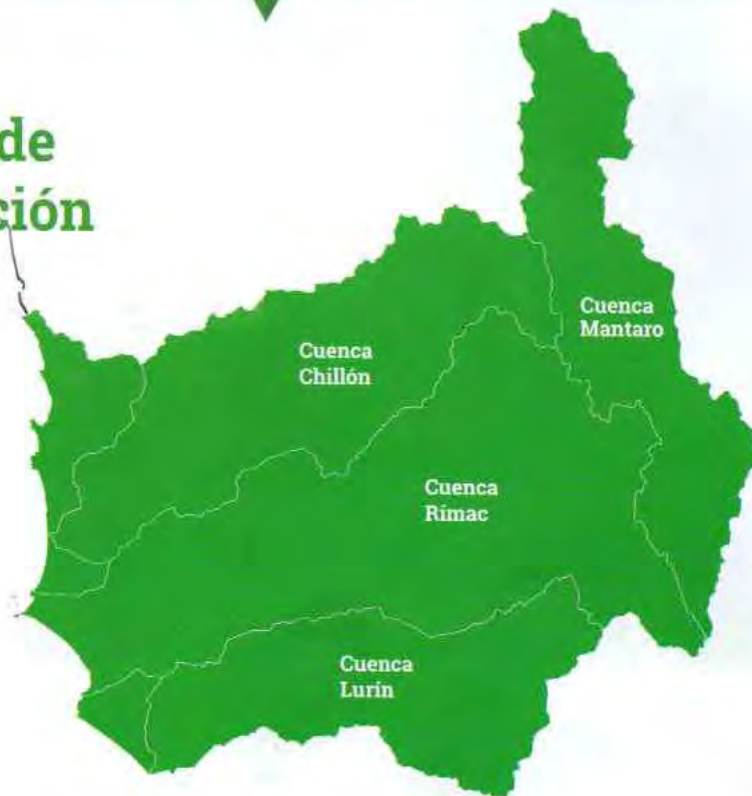 de
ción
Cuenca
Mantaro
Cuenca
Chillón
Cuenca
Rímac
Cuenca
Lurín